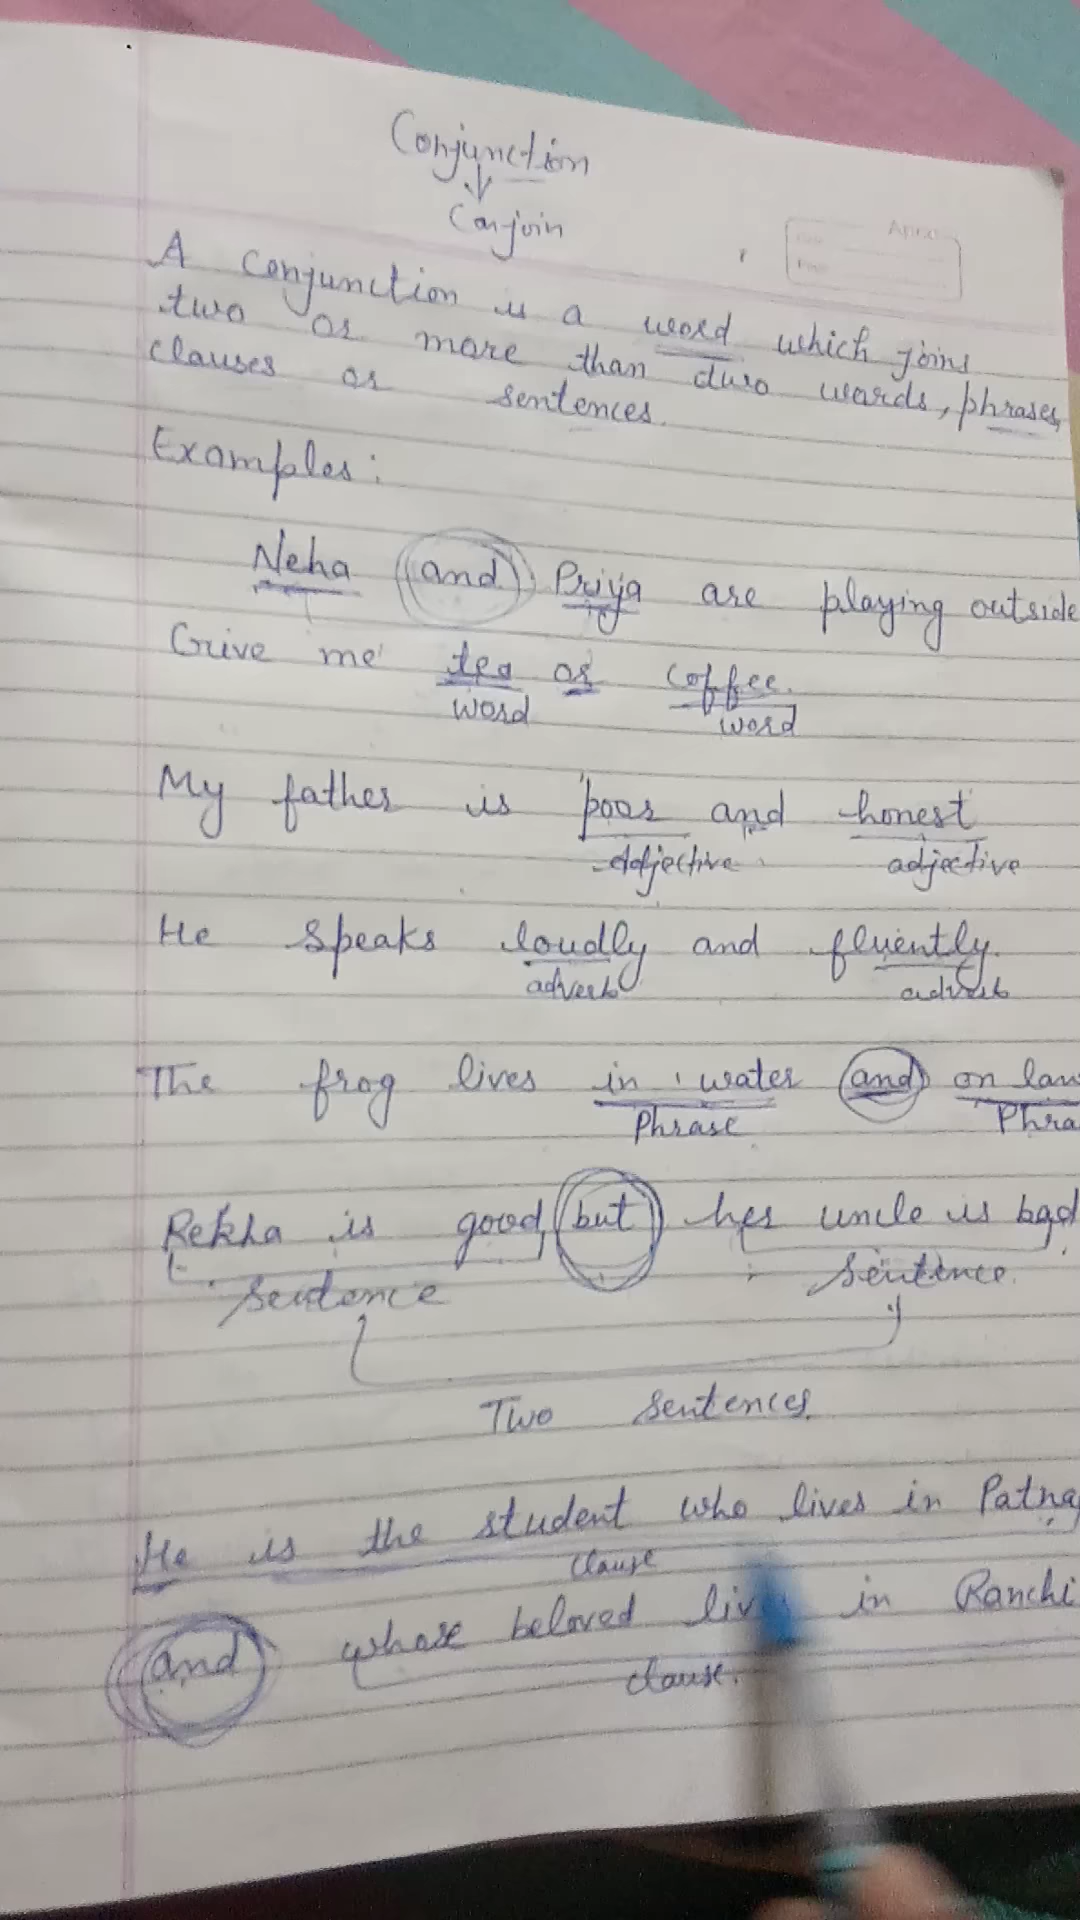 Conjunction
Conjoin
A conjunction is a word which joins
two or more than two words, phrases,
clauses or sentences.
Examples:
Neha and Priya are playing outside
Give me tea or coffee.
word word
My father is poor and honest
adjective adjective
He speaks loudly and fluently.
adverb adverb
The frog lives in water and on lan
Phrase Phra
Rekha is good, but her uncle is bad
Sentence Sentence
Two sentences.
He is the student who lives in Patna,
clause
and whose beloved lives in Ranchi
clause.